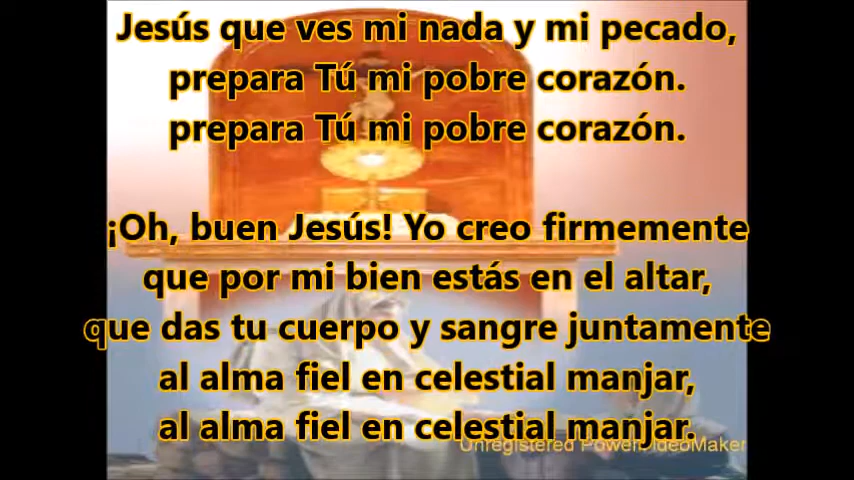 Jesús que ves mi nada y mi pecado,
prepara Tú mi pobre corazón.
prepara Tú mi pobre corazón.
¡Oh, buen Jesús! Yo creo firmemente
que por mi bien estás en el altar,
que das tu cuerpo y sangre juntamente
al alma fiel en celestial manjar,
al alma fiel en celestial manjar.
Unregistered PowerVideoMaker